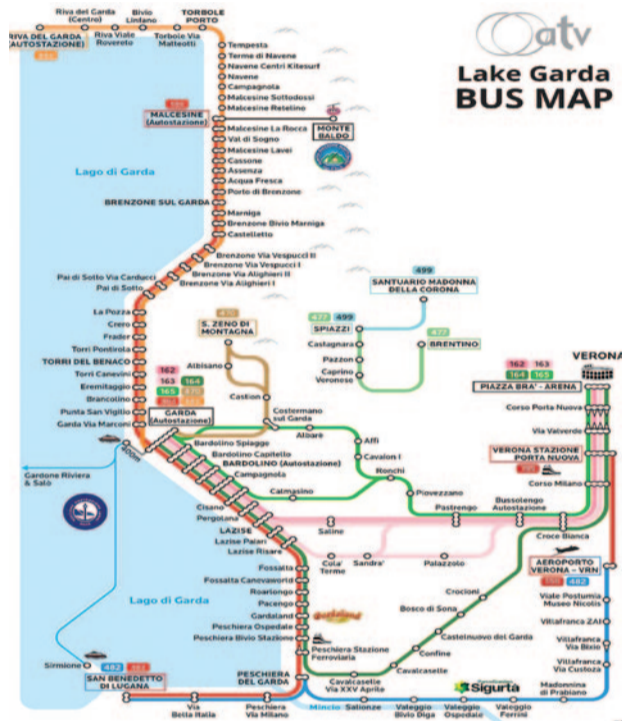 atv
Lake Garda
BUS MAP
Riva del Garda
(Centro)
Bivio
Linfano
TORBOLE
PORTO
RIVA DEL GARDA
(AUTOSTAZIONE)
Riva Viale
Rovereto
Torbole Via
Matteotti
Tempesta
Terme di Navene
Navene Centri Kitesurf
Navene
Campagnola
Malcesine Sottodossi
Malcesine Retelino
MALCESINE
(Autostazione)
MONTE
BALDO
Malcesine La Rocca
Val di Sogno
Malcesine Lavei
Cassone
Assenza
Acqua Fresca
Porto di Brenzone
Lago di Garda
BRENZONE SUL GARDA
Marniga
Brenzone Bivio Marniga
Castelletto
Brenzone Via Vespucci II
Brenzone Via Vespucci I
Brenzone Via Alighieri II
Brenzone Via Alighieri I
Pai di Sotto Via Carducci
Pai di Sotto
499
SANTUARIO MADONNA
DELLA CORONA
La Pozza
Crero
Frader
Torri Pontirola
TORRI DEL BENACO
Torri Canevini
Eremitaggio
Brancolino
Punta San Vigilio
Garda Via Marconi
470
S. ZENO DI
MONTAGNA
Albisano
Castion
Costermano
sul Garda
477 499
SPIAZZI
Castagnara
Pazzon
Caprino
Veronese
477
BRENTINO
162
163 164
165 470
GARDA
(Autostazione)
162 163
164 165
VERONA
PIAZZA BRA' - ARENA
Corso Porta Nuova
Via Valverde
VERONA STAZIONE
PORTA NUOVA
Corso Milano
Croce Bianca
400m
Gardone Riviera
& Salò
Bardolino Spiagge
Bardolino Capitello
BARDOLINO (Autostazione)
Campagnola
Cisano
Pergolana
LAZISE
Lazise Palari
Lazise Risare
Albarè
Affi
Cavaion I
Ronchi
Calmasino
Piovezzano
Pastrengo
Bussolengo
Autostazione
Saline
Cola'
Terme
Sandra'
Palazzolo
AEROPORTO
VERONA - VRN
482
Viale Postumia
Museo Nicolis
Villafranca ZAI
Villafranca
Via Bixio
Villafranca
Via Custoza
Madonnina
di Prabiano
Fossalta
Fossalta Canevaworld
Roarlongo
Pacengo
Gardaland
Peschiera Ospedale
Peschiera Bivio Stazione
Peschiera Stazione
Ferroviaria
gardaland
Crocioni
Bosco di Sona
Castelnuovo del Garda
Confine
Cavalcaselle
Cavalcaselle
Via XXV Aprile
Lago di Garda
Sirmione
482
SAN BENEDETTO
DI LUGANA
PESCHIERA
DEL GARDA
Via
Bella Italia
Peschiera
Via Milano
Mincio
Salionze
Valeggio
Bivio Diga
Sigurtà
Valeggio
Ospedale
Valeggio
Ferrini